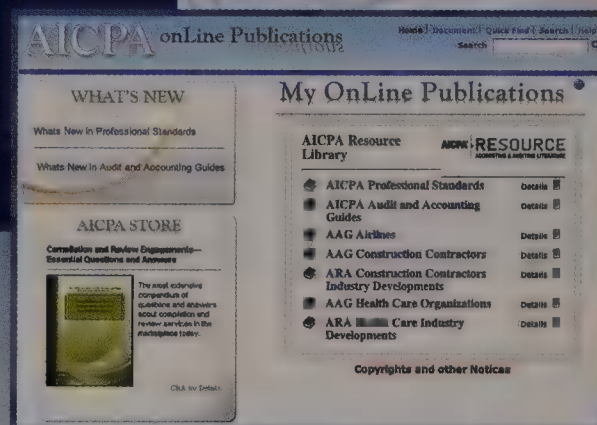 AICPA onLine Publications
Home | Document | Quick Find | Search | Help
Search
WHAT'S NEW
Whats New in Professional Standards
Whats New in Audit and Accounting Guides
AICPA STORE
Compilation and Review Engagements—
Essential Questions and Answers
The most extensive
compendium of
questions and answers
about compilation and
review services in the
marketplace today.
Click for Details
My OnLine Publications
AICPA Resource
Library
AICPA RESOURCE
ACCOUNTING & AUDITING LITERATURE
AICPA Professional Standards Details
AICPA Audit and Accounting Details
Guides
AAG Airlines Details
AAG Construction Contractors Details
ARA Construction Contractors Details
Industry Developments
AAG Health Care Organizations Details
ARA Care Industry Details
Developments
Copyrights and other Notices